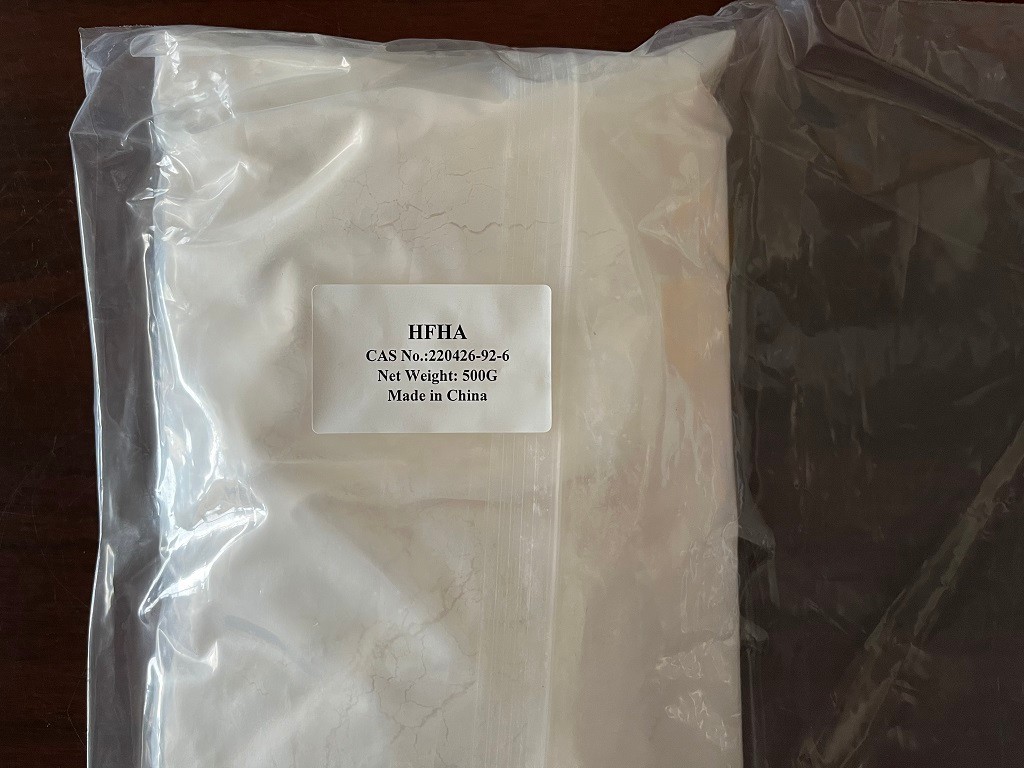 HFHA
CAS No.:220426-92-6
Net Weight: 500G
Made in China